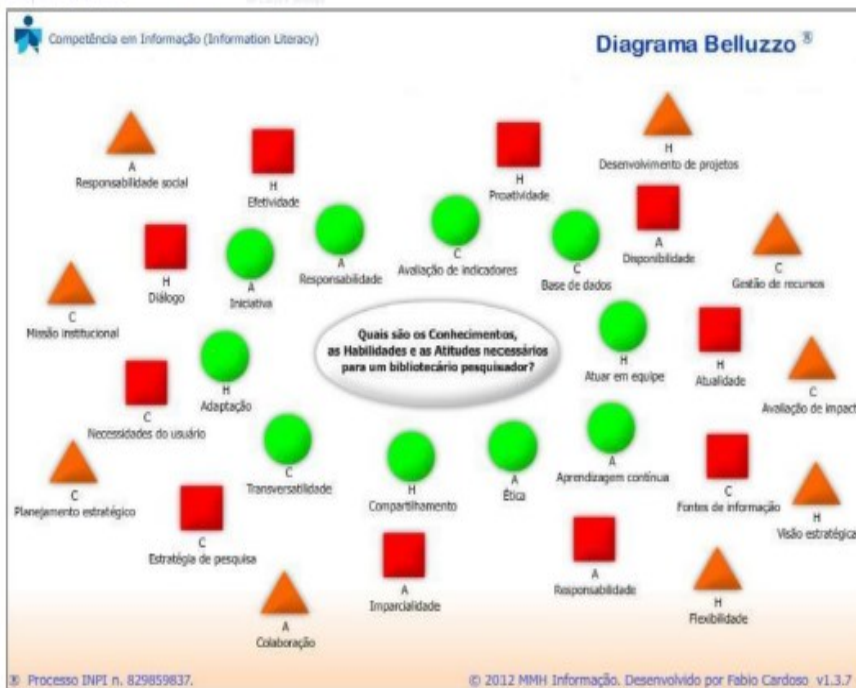 Competência em Informação (Information Literacy)
Diagrama Belluzzo ®
A
Responsabilidade social
H
Efetividade
H
Proatividade
H
Desenvolvimento de projetos
H
Diálogo
A
Iniciativa
A
Responsabilidade
C
Avaliação de indicadores
C
Base de dados
A
Disponibilidade
C
Gestão de recursos
C
Missão institucional
Quais são os Conhecimentos,
as Habilidades e as Atitudes necessários
para um bibliotecário pesquisador?
H
Adaptação
H
Atuar em equipe
H
Atualidade
C
Avaliação de impact
C
Necessidades do usuário
C
Transversatilidade
H
Compartilhamento
A
Ética
A
Aprendizagem contínua
C
Fontes de informação
H
Visão estratégica
C
Planejamento estratégico
C
Estratégia de pesquisa
A
Colaboração
A
Imparcialidade
A
Responsabilidade
H
Flexibilidade
® Processo INPI n. 829859837.
© 2012 MMH Informação. Desenvolvido por Fabio Cardoso v1.3.7